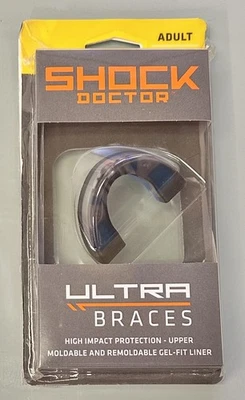 ADULT
SHOCK
DOCTOR
ULTRA
BRACES
HIGH IMPACT PROTECTION - UPPER
MOLDABLE AND REMOLDABLE GEL-FIT LINER